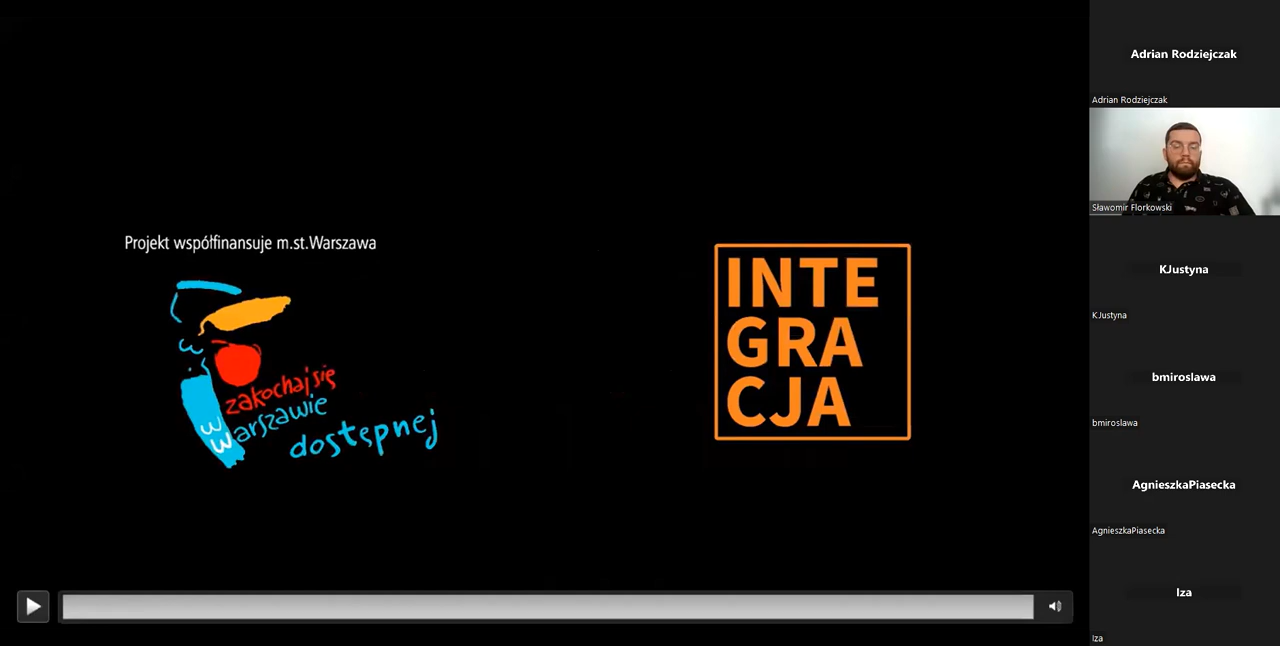 Projekt współfinansuje m.st.Warszawa
zakochaj się
w warszawie
dostępnej
INTE
GRA
CJA
Adrian Rodziejczak
Adrian Rodziejczak
Sławomir Florkowski
KJustyna
KJustyna
bmiroslawa
bmiroslawa
AgnieszkaPiasecka
AgnieszkaPiasecka
Iza
Iza